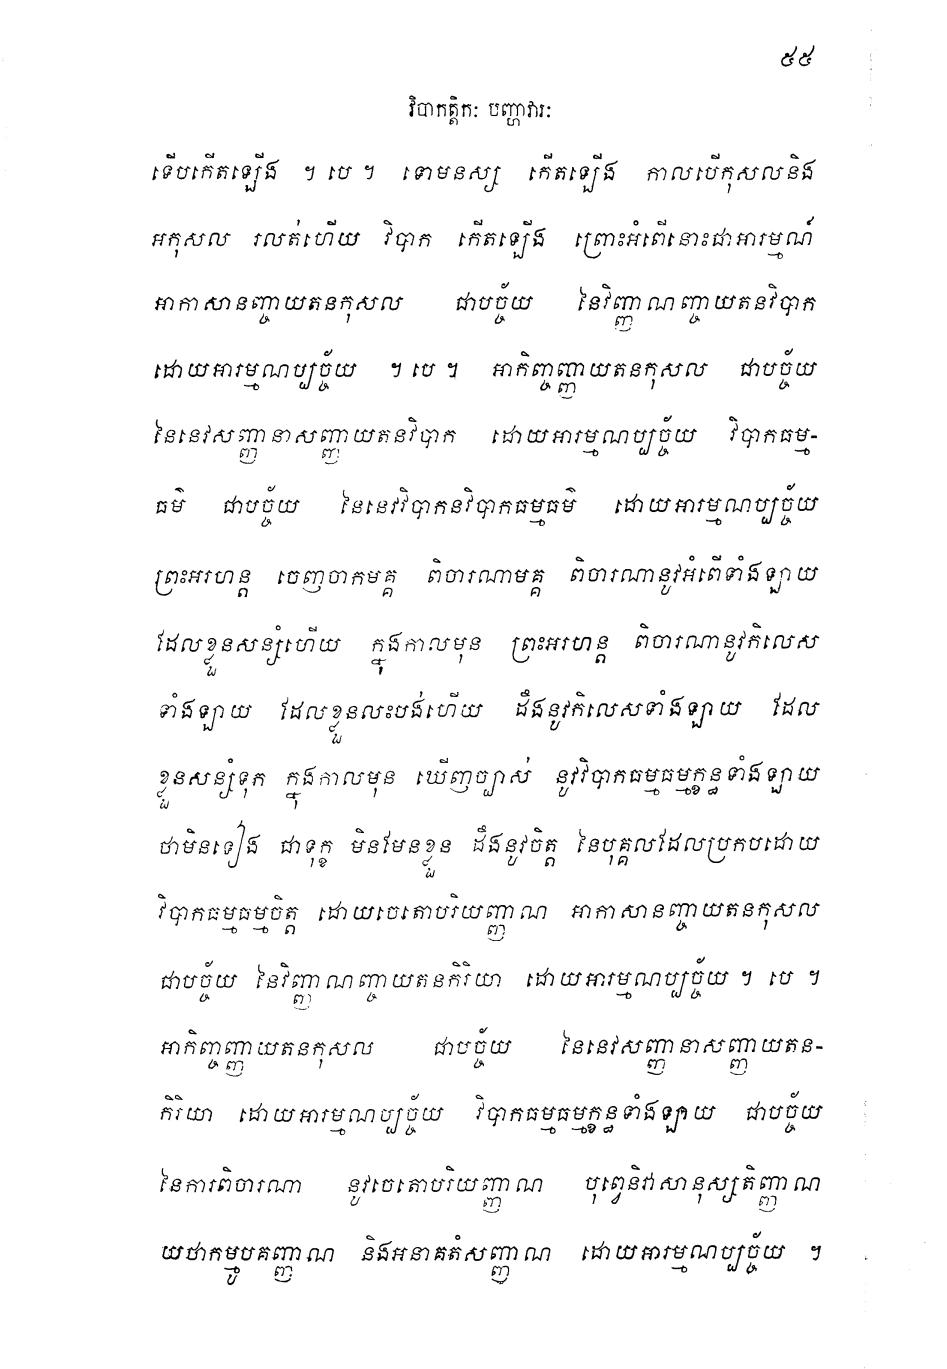 ៥៥
វិបាកត្តិកៈ បញ្ហាវារៈ
ទើបកើតឡើង ។ បេ ។ ទោមនស្ស កើតឡើង កាលបើកុសលនិង
អកុសល រលត់ហើយ វិបាក កើតឡើង ព្រោះអំពើនោះជាអារម្មណ៍
អាកាសានញ្ចាយតនកុសល ជាបច្ច័យ នៃវិញ្ញាណញ្ចាយតនវិបាក
ដោយអារម្មណប្បច្ច័យ ។ បេ ។ អាកិញ្ចញ្ញាយតនកុសល ជាបច្ច័យ
នៃនេវសញ្ញានាសញ្ញាយតនវិបាក ដោយអារម្មណប្បច្ច័យ វិបាកធម្ម-
ធម៌ ជាបច្ច័យ នៃនេវវិបាកនវិបាកធម្មធម៌ ដោយអារម្មណប្បច្ច័យ
ព្រះអរហន្ត ចេញចាកមគ្គ ពិចារណាមគ្គ ពិចារណានូវអំពើទាំងឡាយ
ដែលខ្លួនសន្សំហើយ ក្នុងកាលមុន ព្រះអរហន្ត ពិចារណានូវកិលេស
ទាំងឡាយ ដែលខ្លួនលះបង់ហើយ ដឹងនូវកិលេសទាំងឡាយ ដែល
ខ្លួនសន្សំទុក ក្នុងកាលមុន ឃើញច្បាស់ នូវវិបាកធម្មធម្មក្ខន្ធទាំងឡាយ
ថាមិនទៀង ជាទុក្ខ មិនមែនខ្លួន ដឹងនូវចិត្ត នៃបុគ្គលដែលប្រកបដោយ
វិបាកធម្មធម្មចិត្ត ដោយចេតោបរិយញ្ញាណ អាកាសានញ្ចាយតនកុសល
ជាបច្ច័យ នៃវិញ្ញាណញ្ចាយតនកិរិយា ដោយអារម្មណប្បច្ច័យ ។ បេ ។
អាកិញ្ចញ្ញាយតនកុសល ជាបច្ច័យ នៃនេវសញ្ញានាសញ្ញាយតន-
កិរិយា ដោយអារម្មណប្បច្ច័យ វិបាកធម្មធម្មក្ខន្ធទាំងឡាយ ជាបច្ច័យ
នៃការពិចារណា នូវចេតោបរិយញ្ញាណ បុព្វេនិវាសានុស្សតិញ្ញាណ
យថាកម្មូបគញ្ញាណ និងអនាគតំសញ្ញាណ ដោយអារម្មណប្បច្ច័យ ។